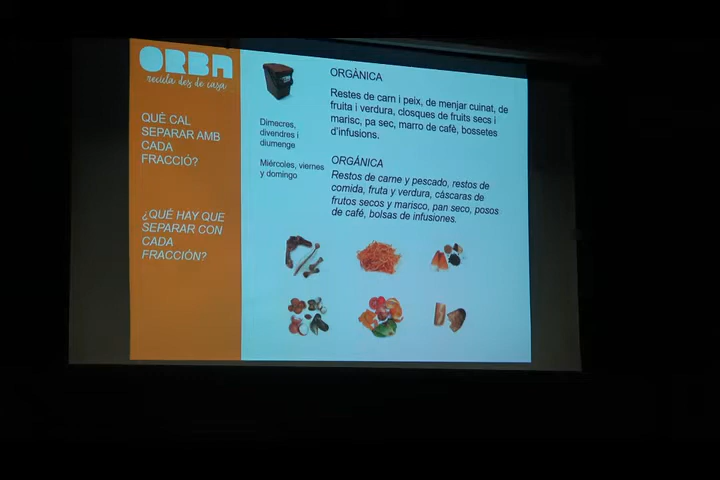 ORBA
recicla des de casa
QUÈ CAL
SEPARAR AMB
CADA
FRACCIÓ?
¿QUÉ HAY QUE
SEPARAR CON
CADA
FRACCIÓN?
Dimecres,
divendres i
diumenge
Miércoles, viernes
y domingo
ORGÀNICA
Restes de carn i peix, de menjar cuinat, de
fruita i verdura, closques de fruits secs i
marisc, pa sec, marro de cafè, bossetes
d'infusions.
ORGÁNICA
Restos de carne y pescado, restos de
comida, fruta y verdura, cáscaras de
frutos secos y marisco, pan seco, posos
de café, bolsas de infusiones.